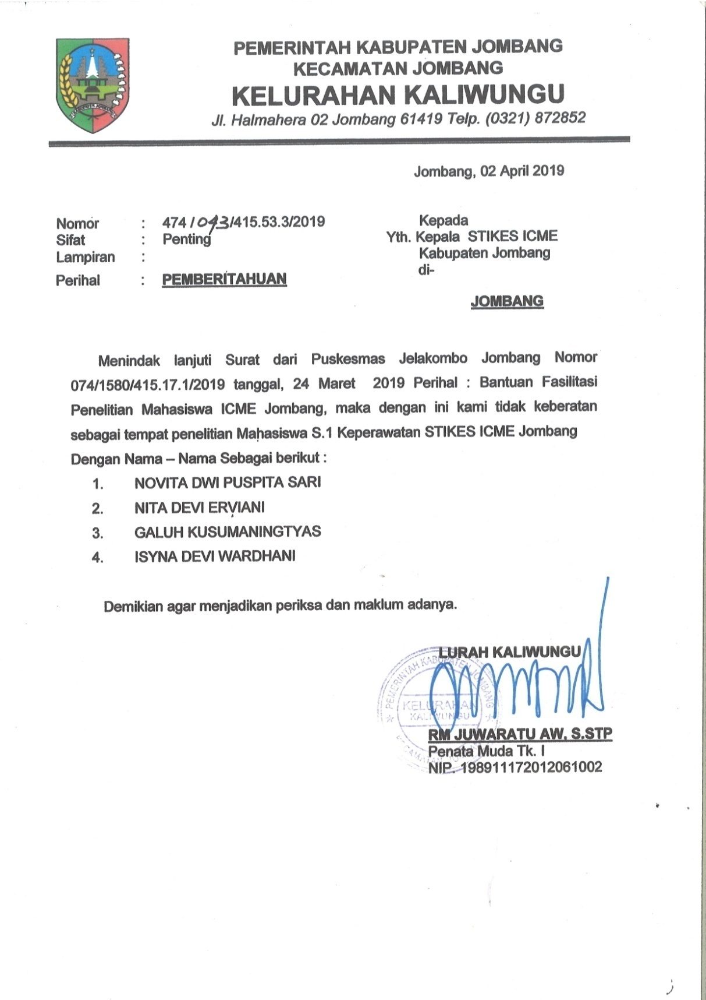 PEMERINTAH KABUPATEN JOMBANG
KECAMATAN JOMBANG
KELURAHAN KALIWUNGU
Jl. Halmahera 02 Jombang 61419 Telp. (0321) 872852
KABUPATEN JOMBANG
Jombang, 02 April 2019
Nomor : 474 / 043/415.53.3/2019
Sifat : Penting
Lampiran :
Perihal : PEMBERITAHUAN
Kepada
Yth. Kepala STIKES ICME
Kabupaten Jombang
di-
JOMBANG
Menindak lanjuti Surat dari Puskesmas Jelakombo Jombang Nomor
074/1580/415.17.1/2019 tanggal, 24 Maret 2019 Perihal : Bantuan Fasilitasi
Penelitian Mahasiswa ICME Jombang, maka dengan ini kami tidak keberatan
sebagai tempat penelitian Mahasiswa S.1 Keperawatan STIKES ICME Jombang
Dengan Nama – Nama Sebagai berikut :
1. NOVITA DWI PUSPITA SARI
2. NITA DEVI ERVIANI
3. GALUH KUSUMANINGTYAS
4. ISYNA DEVI WARDHANI
Demikian agar menjadikan periksa dan maklum adanya.
LURAH KALIWUNGU
PEMERINTAH KABUPATEN JOMBANG
KELURAHAN
KALIWUNGU
KECAMATAN JOMBANG
RM JUWARATU AW, S.STP
Penata Muda Tk. I
NIP. 198911172012061002